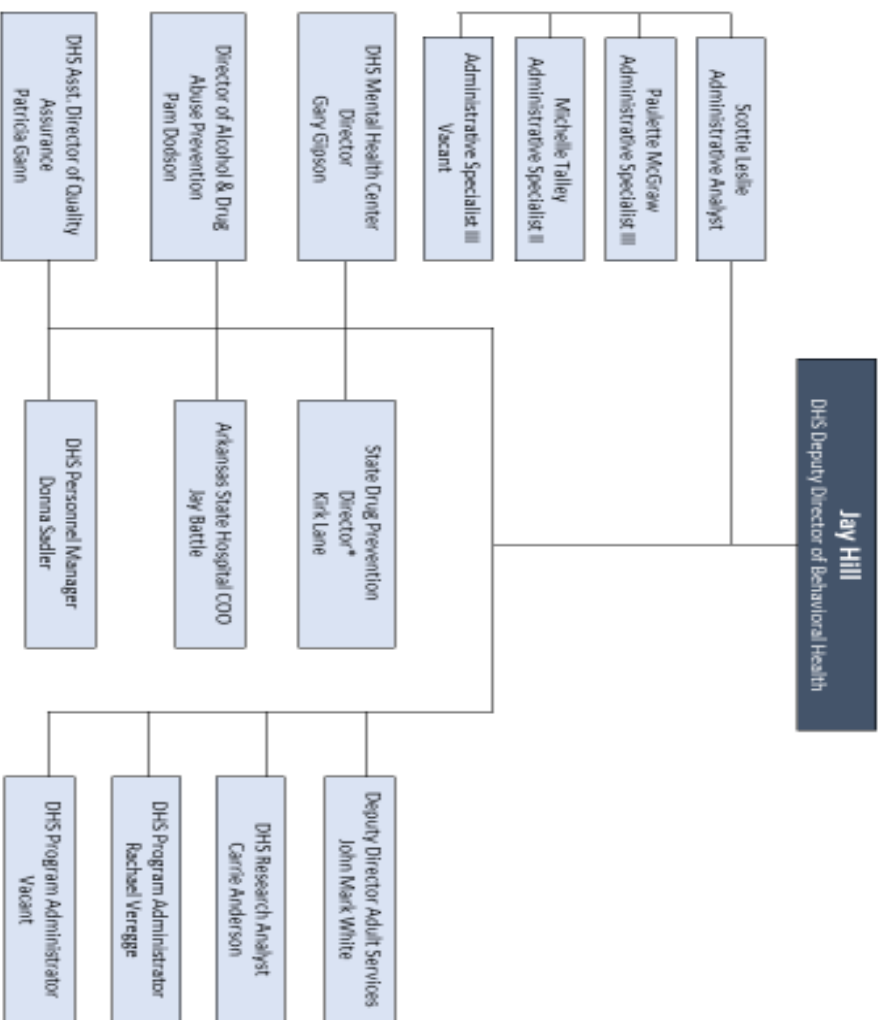 Jay Hill
DHS Deputy Director of Behavioral Health
Scottie Leslie
Administrative Analyst
Paulette McGraw
Administrative Specialist III
Michelle Talley
Administrative Specialist II
Administrative Specialist III
Vacant
DHS Mental Health Center
Director
Gary Gipson
Director of Alcohol & Drug
Abuse Prevention
Pam Dodson
DHS Asst. Director of Quality
Assurance
Patricia Gann
State Drug Prevention
Director*
Kirk Lane
Arkansas State Hospital COO
Jay Battle
DHS Personnel Manager
Donna Sadler
Deputy Director Adult Services
John Mark White
DHS Research Analyst
Carrie Anderson
DHS Program Administrator
Rachael Veregge
DHS Program Administrator
Vacant